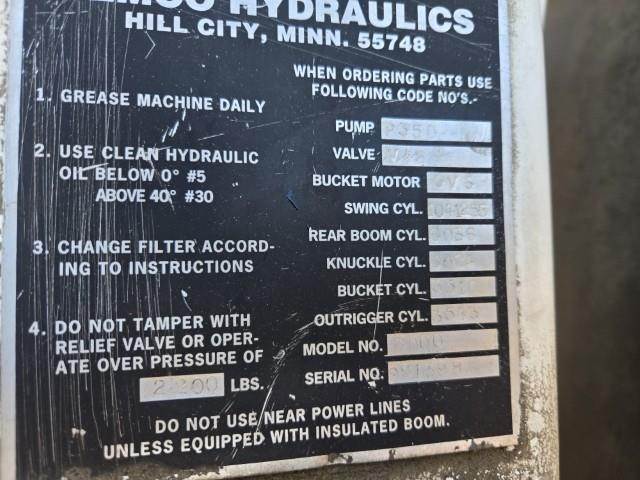 HYDRAULICS
HILL CITY, MINN. 55748
WHEN ORDERING PARTS USE
FOLLOWING CODE NO'S.-
1. GREASE MACHINE DAILY
2. USE CLEAN HYDRAULIC
OIL BELOW 0° #5
ABOVE 40° #30
3. CHANGE FILTER ACCORD-
ING TO INSTRUCTIONS
4. DO NOT TAMPER WITH
RELIEF VALVE OR OPER-
ATE OVER PRESSURE OF
2200 LBS.
PUMP
VALVE
BUCKET MOTOR
SWING CYL.
REAR BOOM CYL.
KNUCKLE CYL.
BUCKET CYL.
OUTRIGGER CYL.
MODEL NO.
SERIAL NO.
DO NOT USE NEAR POWER LINES
UNLESS EQUIPPED WITH INSULATED BOOM.